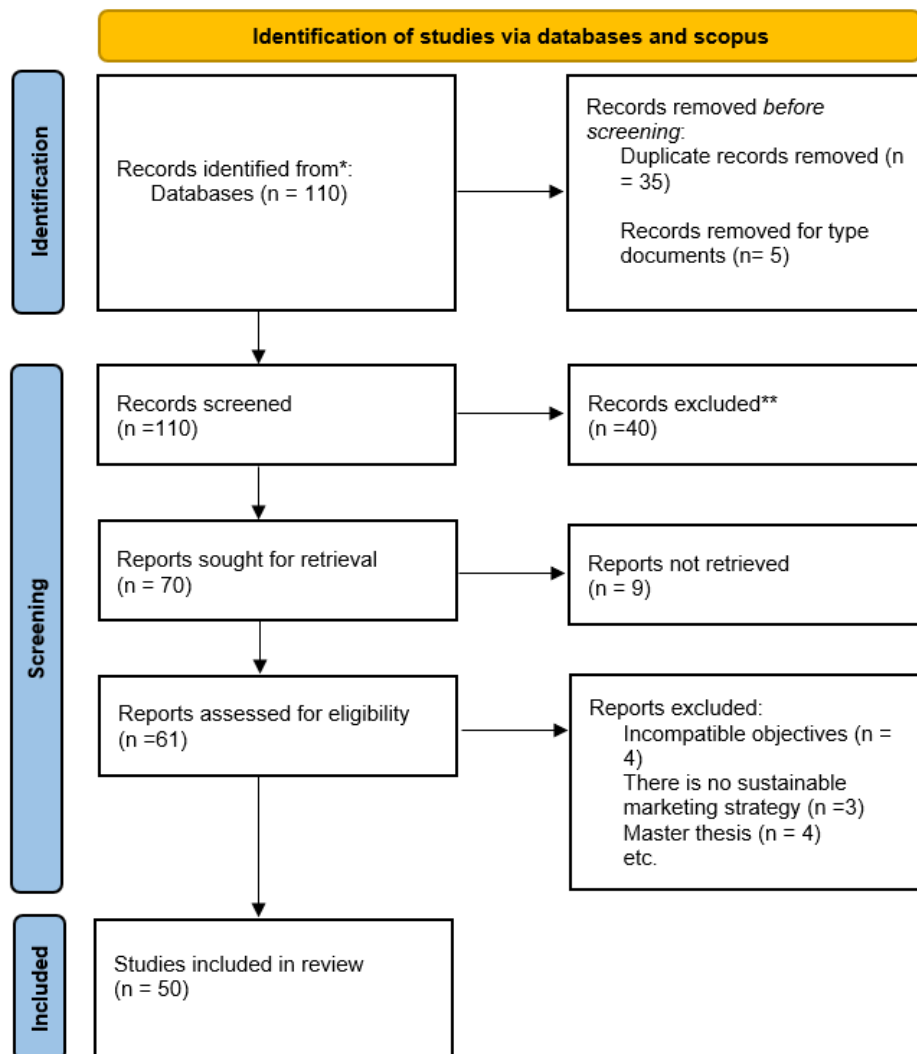 Identification of studies via databases and scopus
Identification
Records identified from*:
Databases (n = 110)
Records removed before
screening:
Duplicate records removed (n
= 35)
Records removed for type
documents (n= 5)
Screening
Records screened
(n =110)
Records excluded**
(n =40)
Reports sought for retrieval
(n = 70)
Reports not retrieved
(n = 9)
Reports assessed for eligibility
(n =61)
Reports excluded:
Incompatible objectives (n =
4)
There is no sustainable
marketing strategy (n =3)
Master thesis (n = 4)
etc.
Included
Studies included in review
(n = 50)